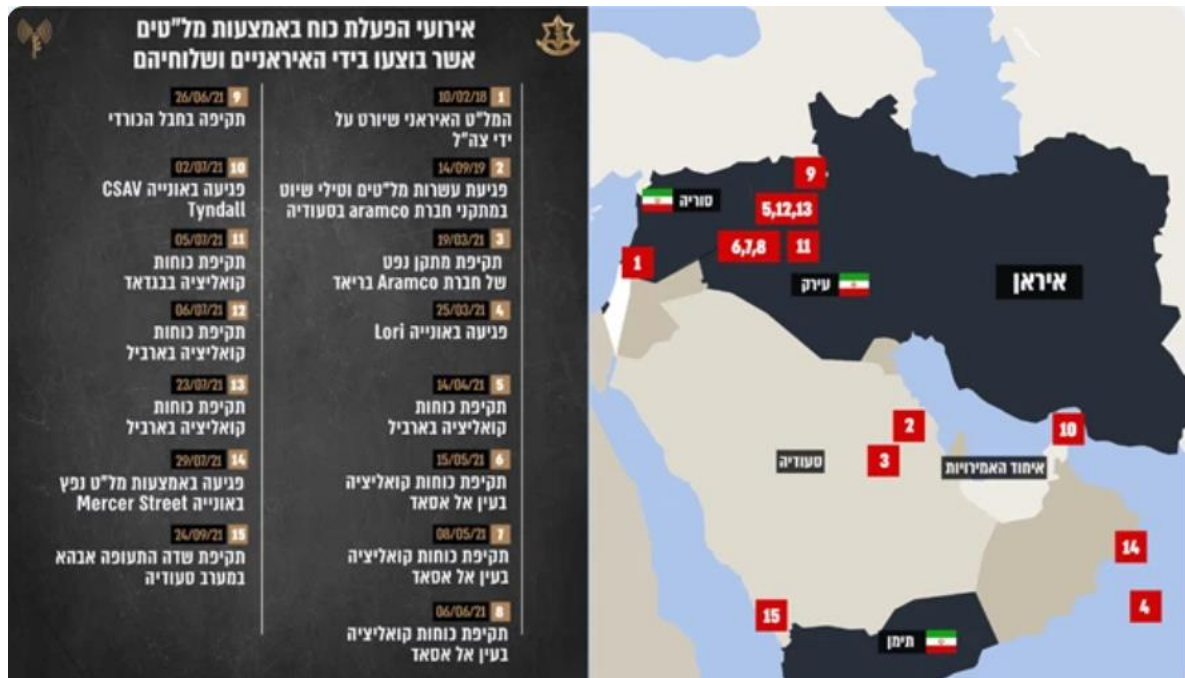 אירועי הפעלת כוח באמצעות מל"טים
אשר בוצעו בידי האיראניים ושלוחיהם
1 10/02/18
המל"ט האיראני שיורט על
ידי צה"ל
2 14/09/19
פגיעת עשרות מל"טים וטילי שיוט
במתקני חברת aramco בסעודיה
3 19/03/21
תקיפת מתקן נפט
של חברת Aramco בריאד
4 25/03/21
פגיעה באונייה Lori
5 14/04/21
תקיפת כוחות
קואליציה בארביל
6 15/05/21
תקיפת כוחות קואליציה
בעין אל אסאד
7 08/05/21
תקיפת כוחות קואליציה
בעין אל אסאד
8 06/06/21
תקיפת כוחות קואליציה
בעין אל אסאד
9 26/06/21
תקיפה בחבל הכורדי
10 02/07/21
פגיעה באונייה CSAV
Tyndall
11 05/07/21
תקיפת כוחות
קואליציה בבגדאד
12 06/07/21
תקיפת כוחות
קואליציה בארביל
13 23/07/21
תקיפת כוחות
קואליציה בארביל
14 29/07/21
פגיעה באמצעות מל"ט נפץ
באונייה Mercer Street
15 24/09/21
תקיפת שדה התעופה אבהא
במערב סעודיה
9
סוריה
5,12,13
6,7,8
11
1
עירק
איראן
2
10
3
סעודיה
איחוד האמירויות
14
4
15
תימן